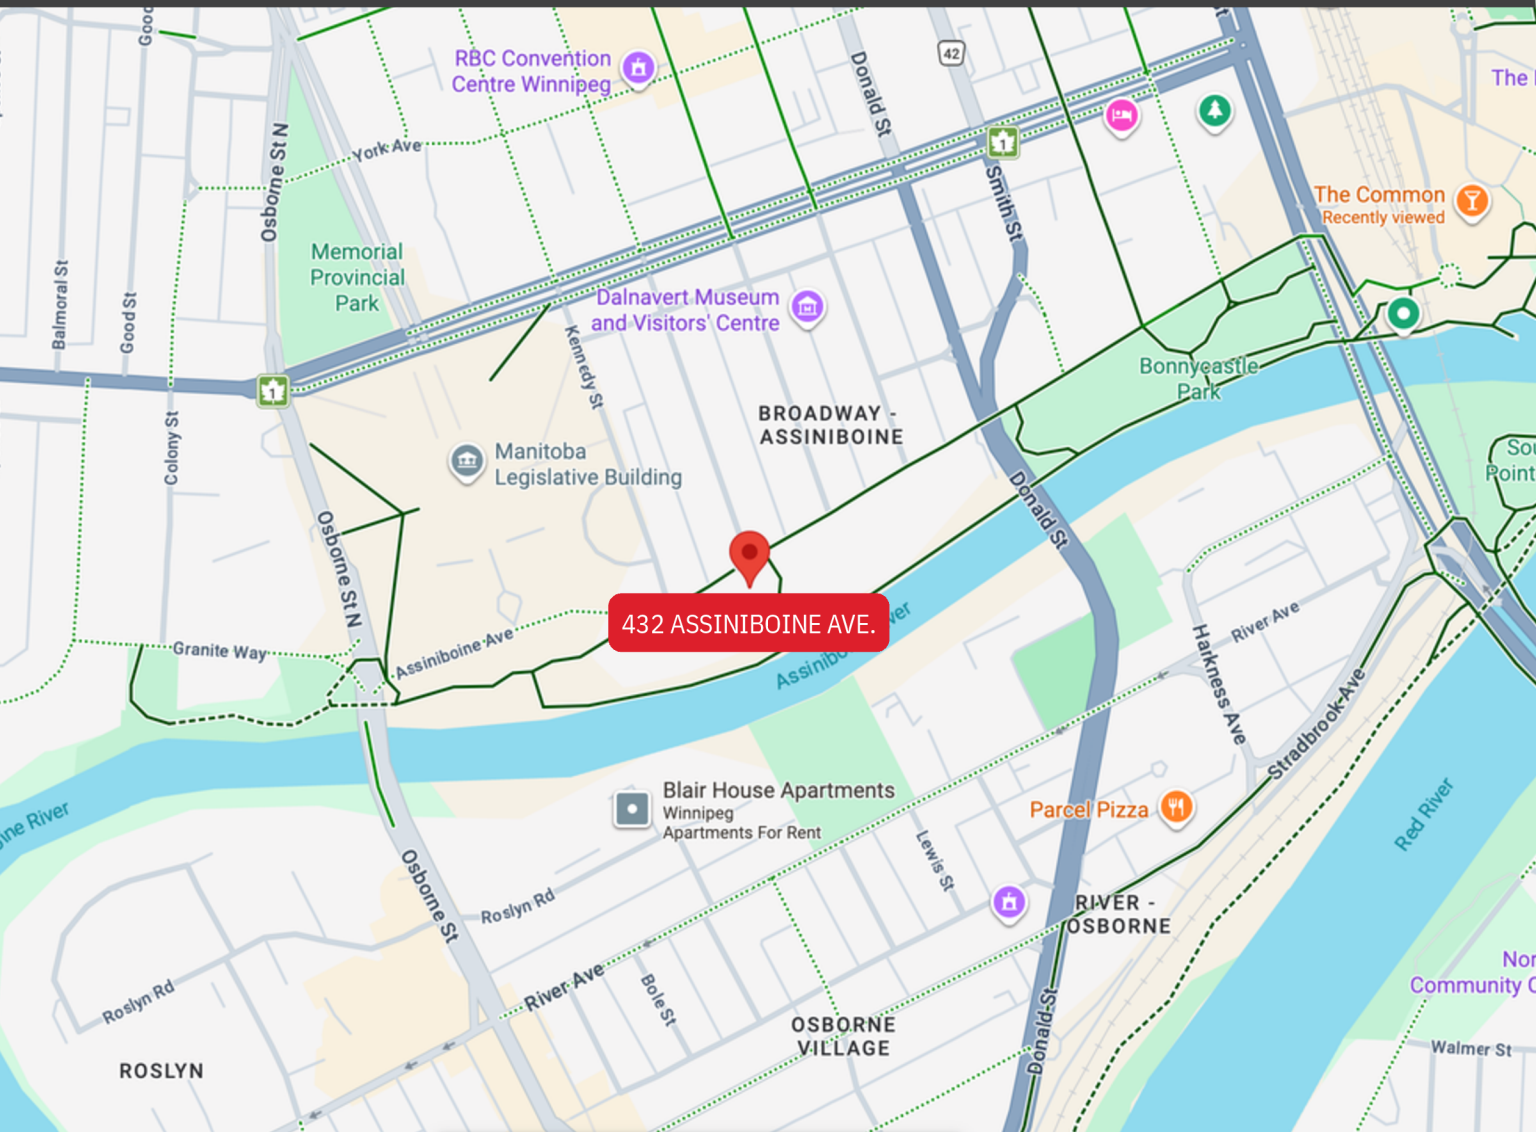 Donald St
42
RBC Convention
Centre Winnipeg
The
Osborne St N
York Ave
1
Smith St
The Common
Recently viewed
Memorial
Provincial
Park
Balmoral St
Good St
Dalnavert Museum
and Visitors' Centre
Kennedy St
1
Bonnycastle
Park
BROADWAY -
ASSINIBOINE
Colony St
Manitoba
Legislative Building
Donald St
Osborne St N
432 ASSINIBOINE AVE.
River Ave
Granite Way
Assiniboine Ave
Harkness Ave
Stradbrook Ave
Blair House Apartments
Winnipeg
Apartments For Rent
Parcel Pizza
Red River
Lewis St
Osborne St
Roslyn Rd
RIVER -
OSBORNE
River Ave
Roslyn Rd
Bole St
Donald St
OSBORNE
VILLAGE
Walmer St
ROSLYN